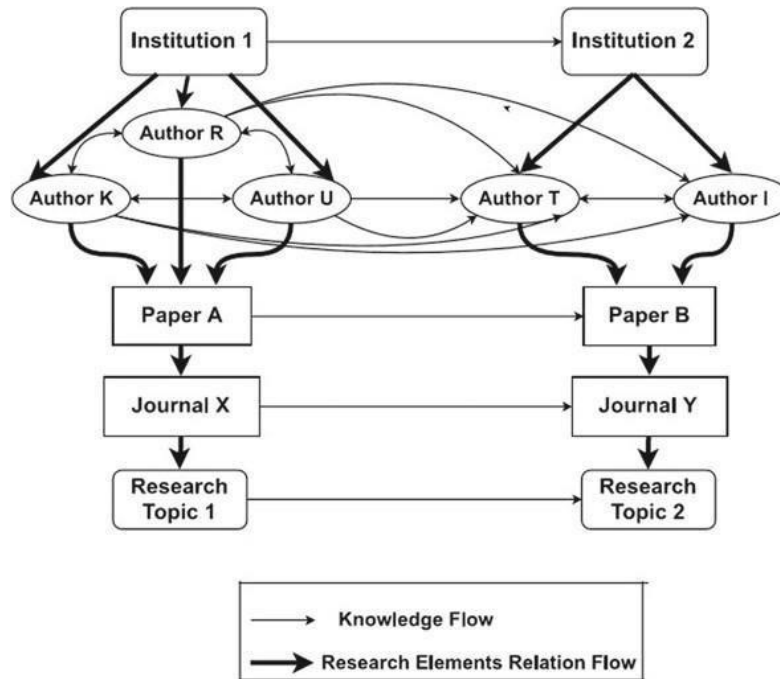 Institution 1
Institution 2
Author R
Author K
Author U
Author T
Author I
Paper A
Paper B
Journal X
Journal Y
Research
Topic 1
Research
Topic 2
Knowledge Flow
Research Elements Relation Flow